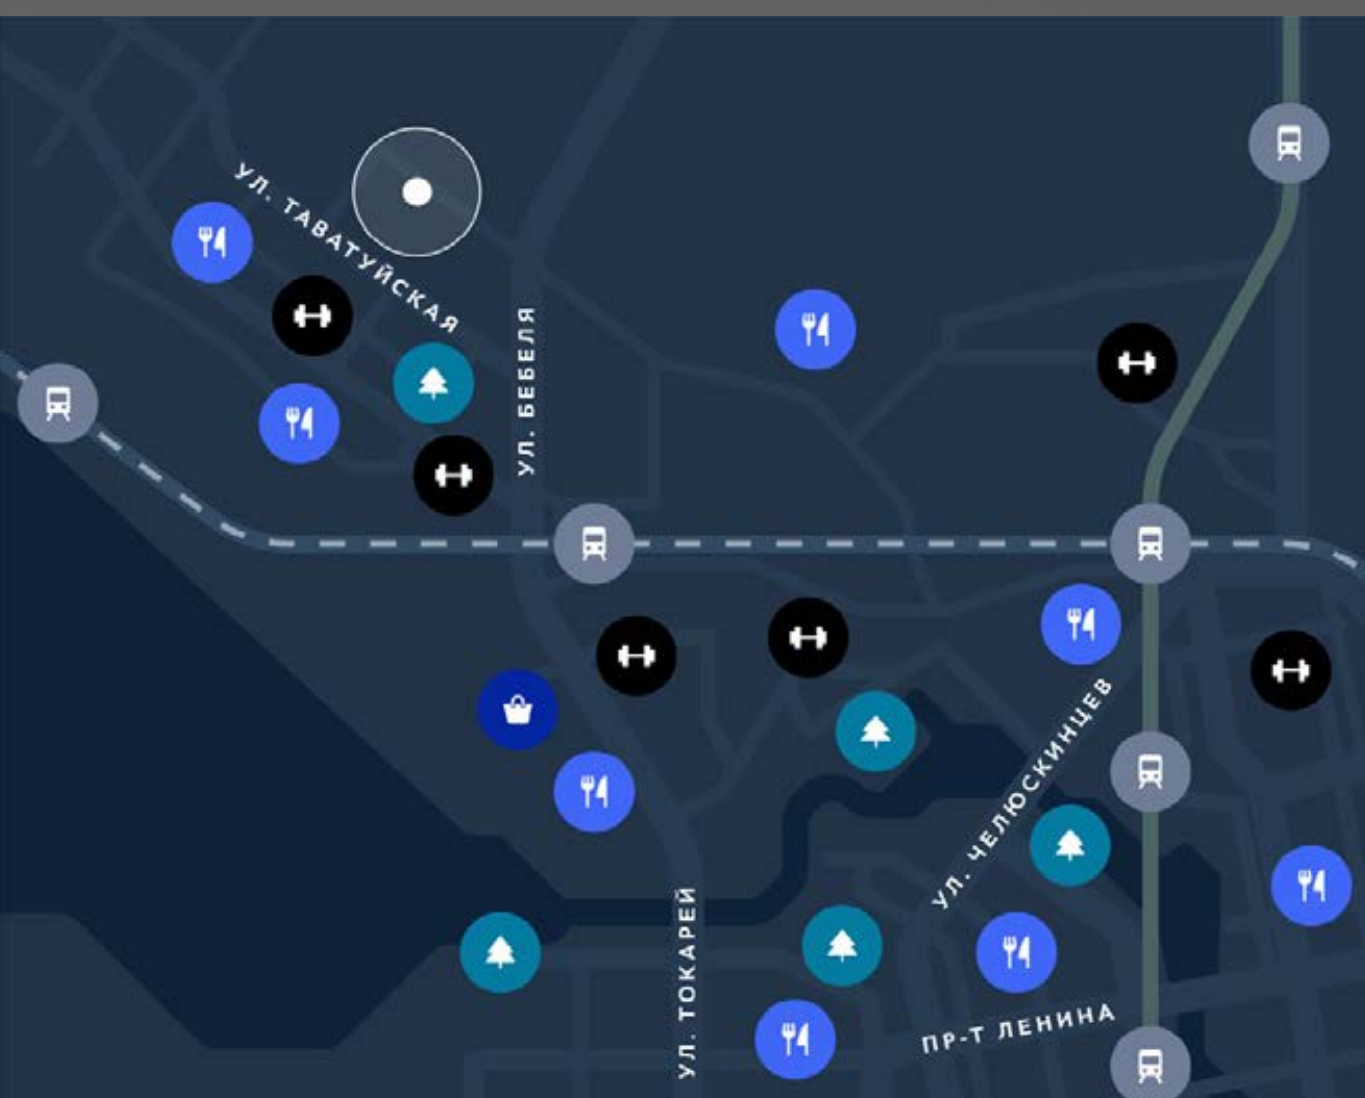 УЛ. ТАВАТУЙСКАЯ
УЛ. БЕБЕЛЯ
УЛ. ЧЕЛЮСКИНЦЕВ
УЛ. ТОКАРЕЙ
ПР-Т ЛЕНИНА